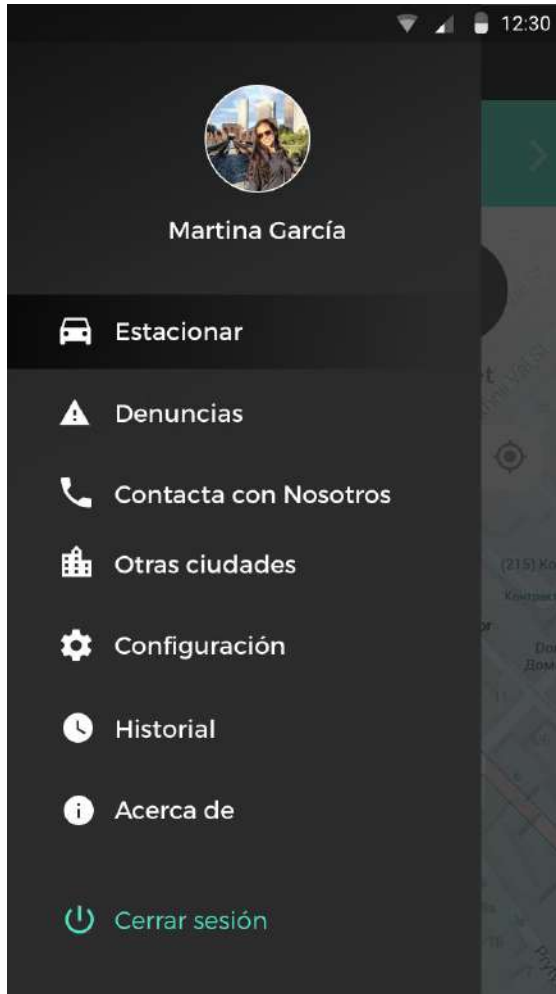 12:30
Martina García
Estacionar
Denuncias
Contacta con Nosotros
Otras ciudades
Configuración
Historial
Acerca de
Cerrar sesión